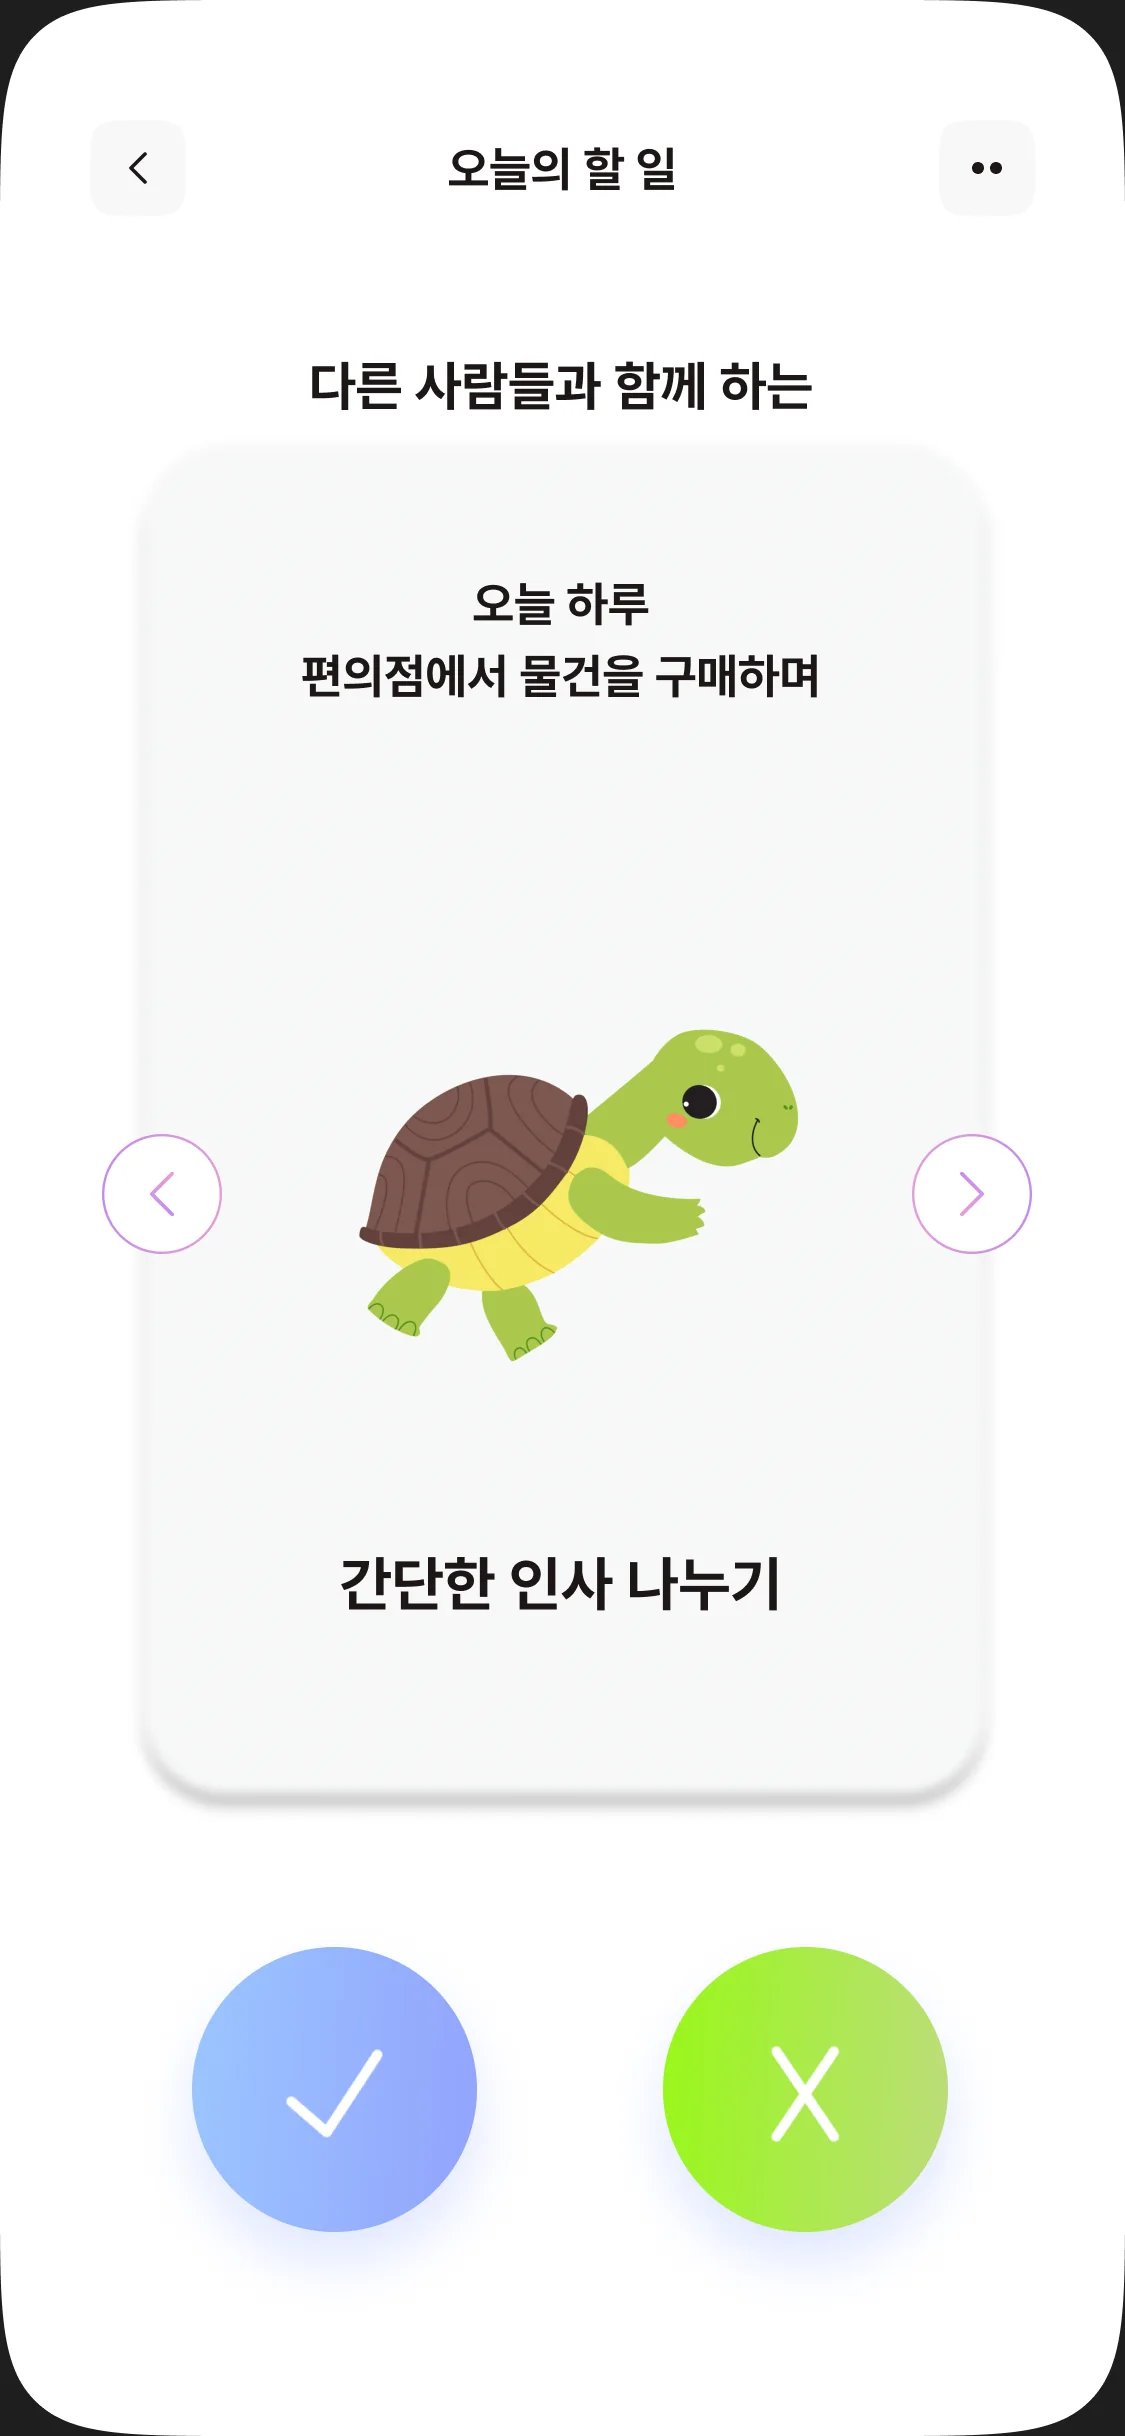 오늘의 할 일
다른 사람들과 함께 하는
오늘 하루
편의점에서 물건을 구매하며
간단한 인사 나누기